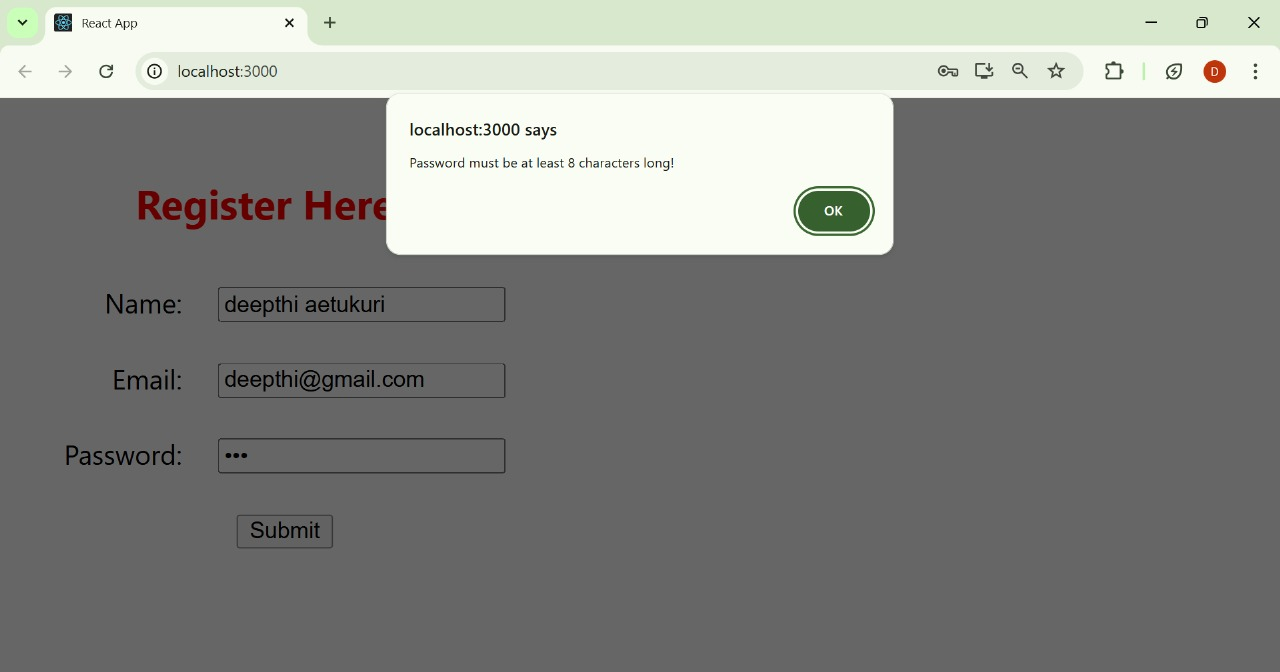 React App
localhost:3000
D
localhost:3000 says
Password must be at least 8 characters long!
OK
Register Here
Name: deepthi aetukuri
Email: deepthi@gmail.com
Password: •••
Submit